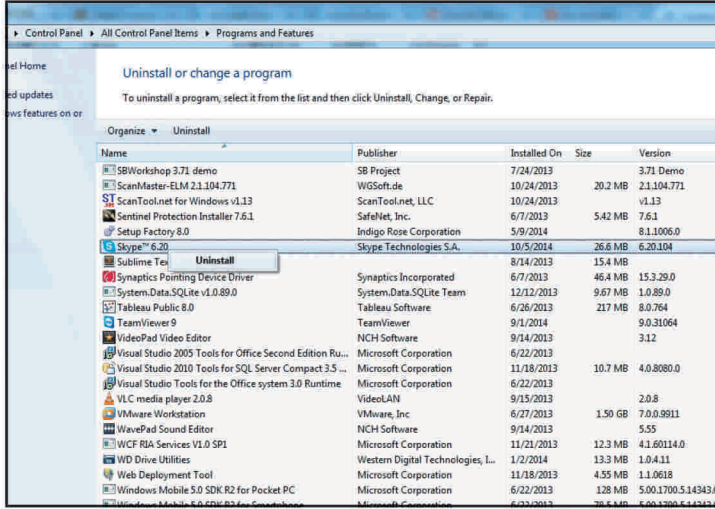 Control Panel ▸ All Control Panel Items ▸ Programs and Features
nel Home
ed updates
ows features on or
Uninstall or change a program
To uninstall a program, select it from the list and then click Uninstall, Change, or Repair.
Organize Uninstall
Name Publisher Installed On Size Version
SBWorkshop 3.71 demo SB Project 7/24/2013 3.71 Demo
ScanMaster-ELM 2.1.104.771 WGSoft.de 10/24/2013 20.2 MB 2.1.104.771
ScanTool.net for Windows v1.13 ScanTool.net, LLC 10/24/2013 v1.13
Sentinel Protection Installer 7.6.1 SafeNet, Inc. 6/7/2013 5.42 MB 7.6.1
Setup Factory 8.0 Indigo Rose Corporation 5/9/2014 8.1.1006.0
Skype™ 6.20 Skype Technologies S.A. 10/5/2014 26.6 MB 6.20.104
Sublime Tex 8/14/2013 15.4 MB
Uninstall
Synaptics Pointing Device Driver Synaptics Incorporated 6/7/2013 46.4 MB 15.3.29.0
System.Data.SQLite v1.0.89.0 System.Data.SQLite Team 12/12/2013 9.67 MB 1.0.89.0
Tableau Public 8.0 Tableau Software 6/26/2013 217 MB 8.0.764
TeamViewer 9 TeamViewer 9/1/2014 9.0.31064
VideoPad Video Editor NCH Software 9/14/2013 3.12
Visual Studio 2005 Tools for Office Second Edition Ru... Microsoft Corporation 6/22/2013
Visual Studio 2010 Tools for SQL Server Compact 3.5 ... Microsoft Corporation 11/18/2013 10.7 MB 4.0.8080.0
Visual Studio Tools for the Office system 3.0 Runtime Microsoft Corporation 6/22/2013
VLC media player 2.0.8 VideoLAN 9/15/2013 2.0.8
VMware Workstation VMware, Inc 6/27/2013 1.50 GB 7.0.0.9911
WavePad Sound Editor NCH Software 9/14/2013 5.55
WCF RIA Services V1.0 SP1 Microsoft Corporation 11/21/2013 12.3 MB 4.1.60114.0
WD Drive Utilities Western Digital Technologies, I... 1/2/2014 13.3 MB 1.0.4.11
Web Deployment Tool Microsoft Corporation 11/18/2013 4.55 MB 1.1.0618
Windows Mobile 5.0 SDK R2 for Pocket PC Microsoft Corporation 6/22/2013 128 MB 5.00.1700.5.14343.0
Windows Mobile 5.0 SDK R2 for Smartphone Microsoft Corporation 6/22/2013 79.5 MB